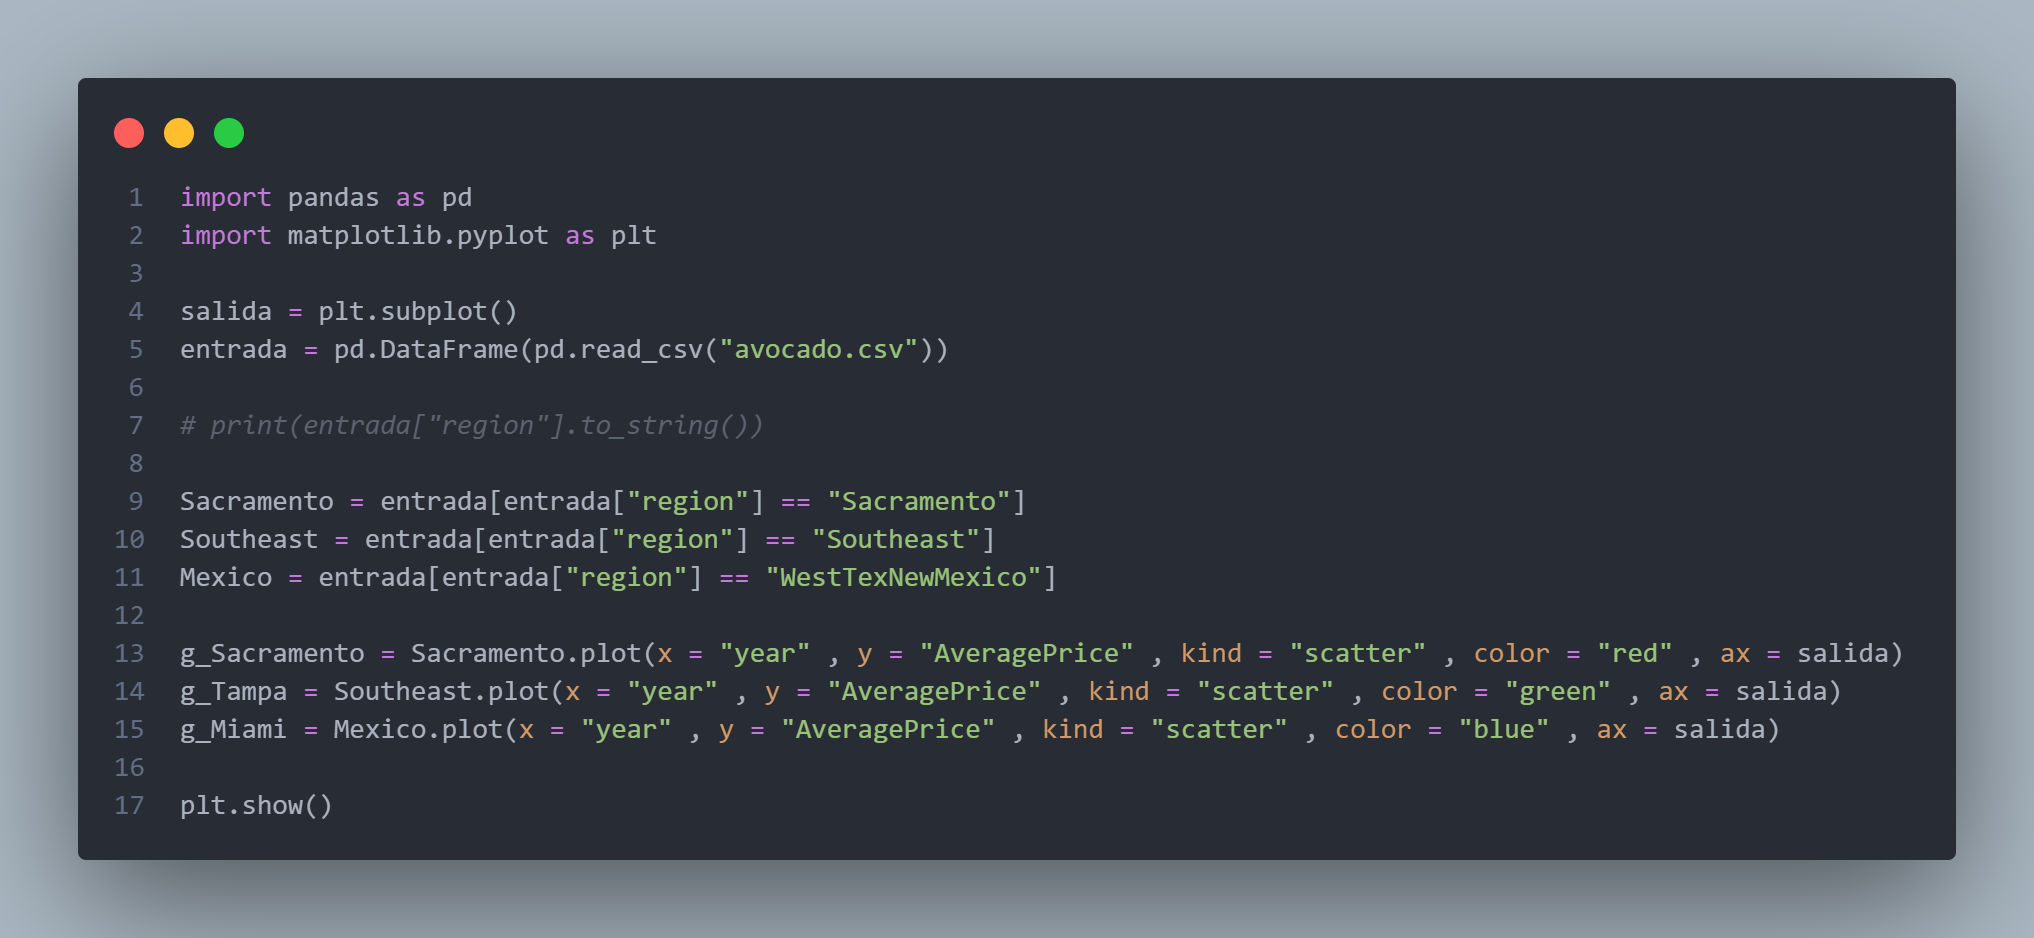 1 import pandas as pd
2 import matplotlib.pyplot as plt
3
4 salida = plt.subplot()
5 entrada = pd.DataFrame(pd.read_csv("avocado.csv"))
6
7 # print(entrada["region"].to_string())
8
9 Sacramento = entrada[entrada["region"] == "Sacramento"]
10 Southeast = entrada[entrada["region"] == "Southeast"]
11 Mexico = entrada[entrada["region"] == "WestTexNewMexico"]
12
13 g_Sacramento = Sacramento.plot(x = "year" , y = "AveragePrice" , kind = "scatter" , color = "red" , ax = salida)
14 g_Tampa = Southeast.plot(x = "year" , y = "AveragePrice" , kind = "scatter" , color = "green" , ax = salida)
15 g_Miami = Mexico.plot(x = "year" , y = "AveragePrice" , kind = "scatter" , color = "blue" , ax = salida)
16
17 plt.show()